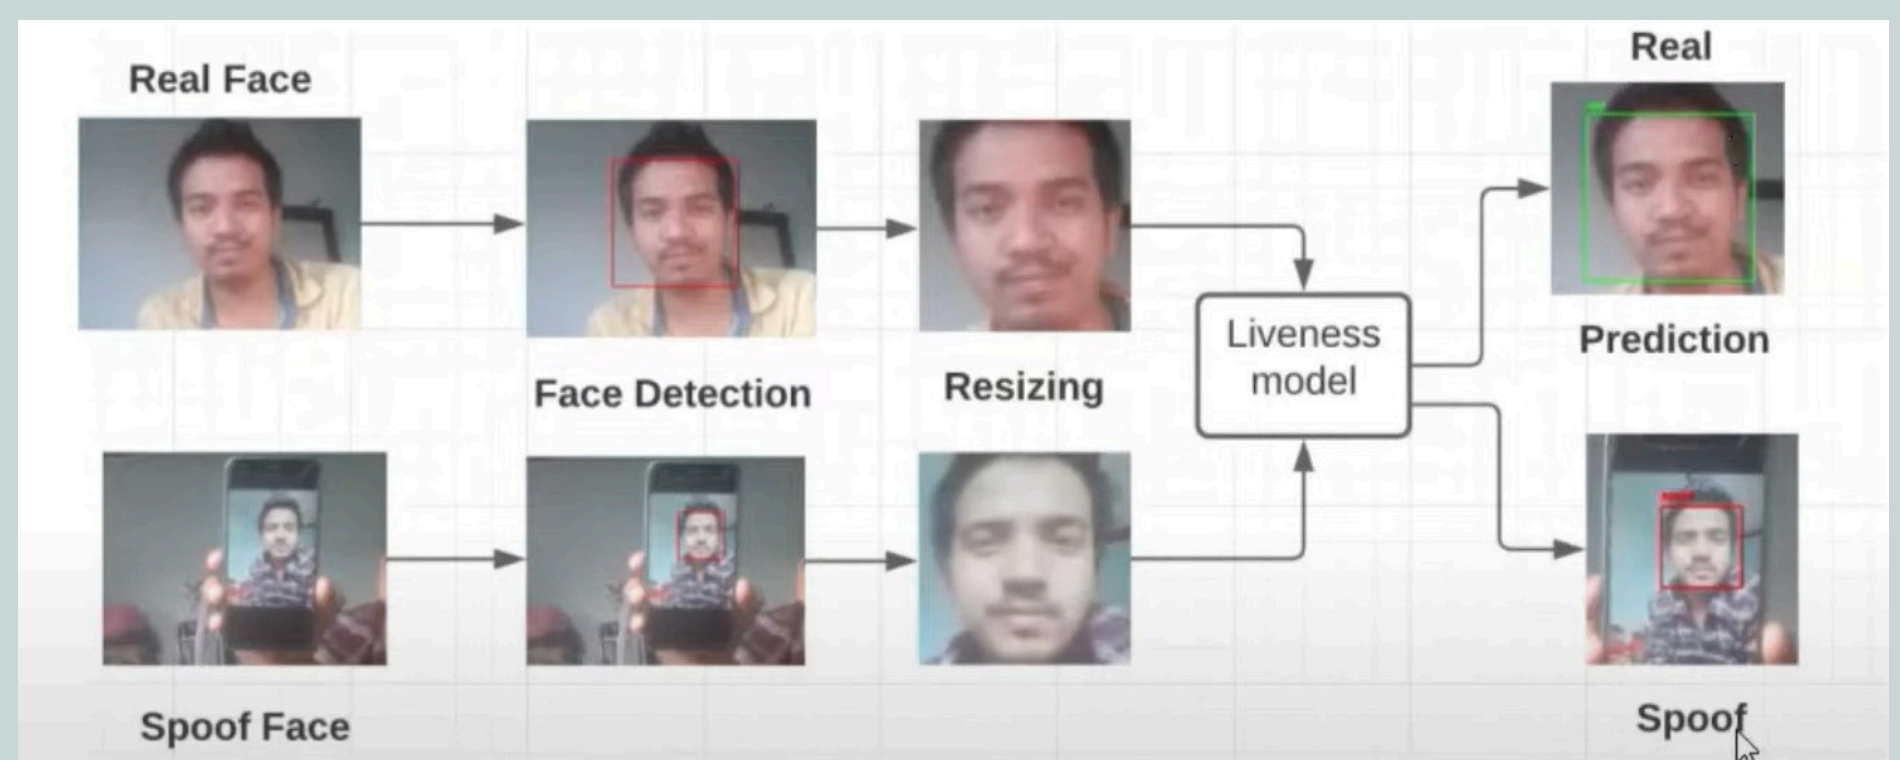 Real Face
Real
Face Detection
Resizing
Liveness
model
Prediction
Spoof Face
Spoof